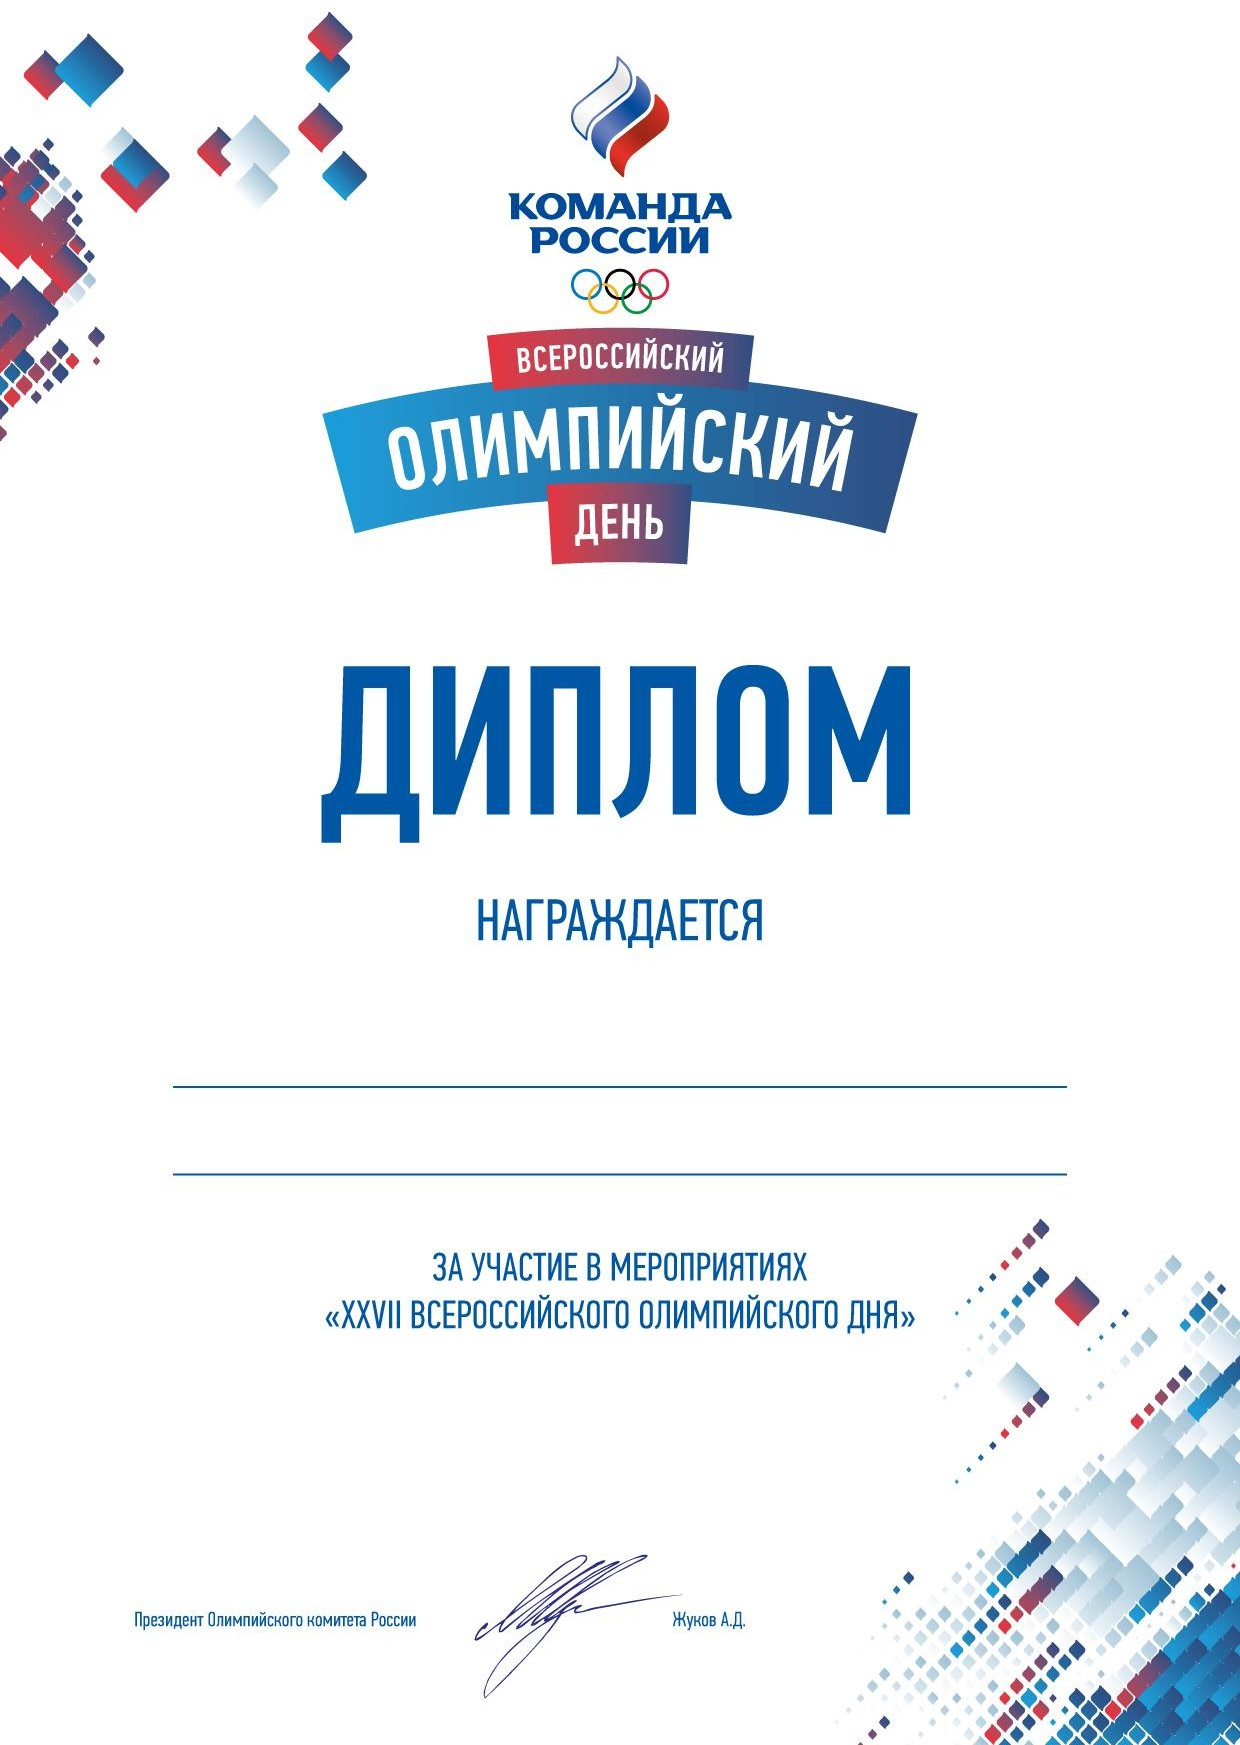 КОМАНДА
РОССИИ
ВСЕРОССИЙСКИЙ
ОЛИМПИЙСКИЙ
ДЕНЬ
ДИПЛОМ
НАГРАЖДАЕТСЯ
ЗА УЧАСТИЕ В МЕРОПРИЯТИЯХ
«XXVII ВСЕРОССИЙСКОГО ОЛИМПИЙСКОГО ДНЯ»
Президент Олимпийского комитета России Жуков А.Д.